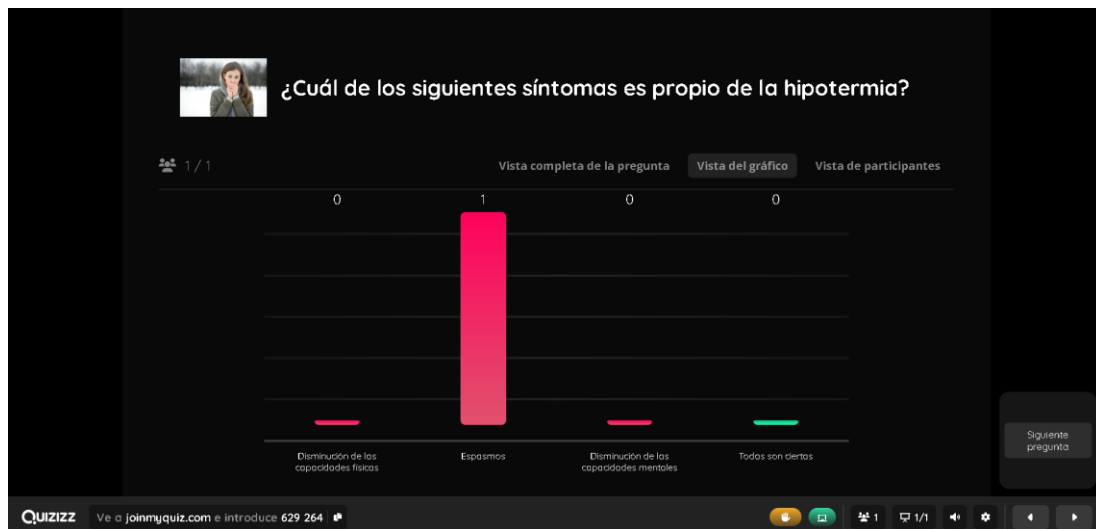 ¿Cuál de los siguientes síntomas es propio de la hipotermia?
1 / 1
Vista completa de la pregunta
Vista del gráfico
Vista de participantes
0
1
0
0
Disminución de las
capacidades físicas
Espasmos
Disminución de las
capacidades mentales
Todas son ciertas
Siguiente
pregunta
QUIZIZZ
Ve a joinmyquiz.com e introduce 629 264
1
1/1